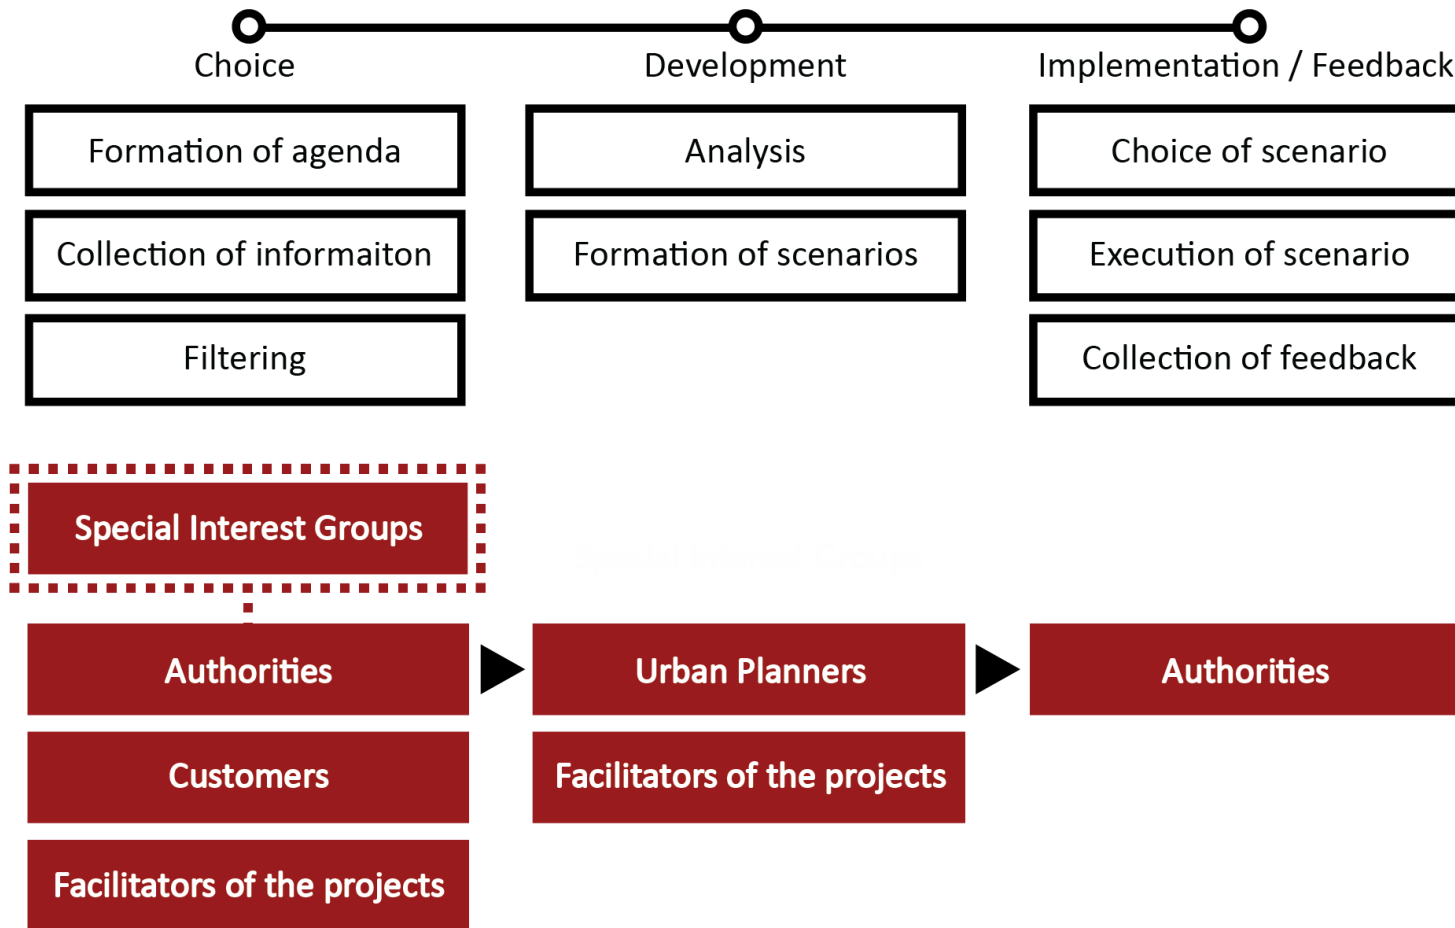 Choice
Development
Implementation / Feedback
Formation of agenda
Analysis
Choice of scenario
Collection of informaiton
Formation of scenarios
Execution of scenario
Filtering
Collection of feedback
Special Interest Groups
Authorities
Urban Planners
Authorities
Customers
Facilitators of the projects
Facilitators of the projects